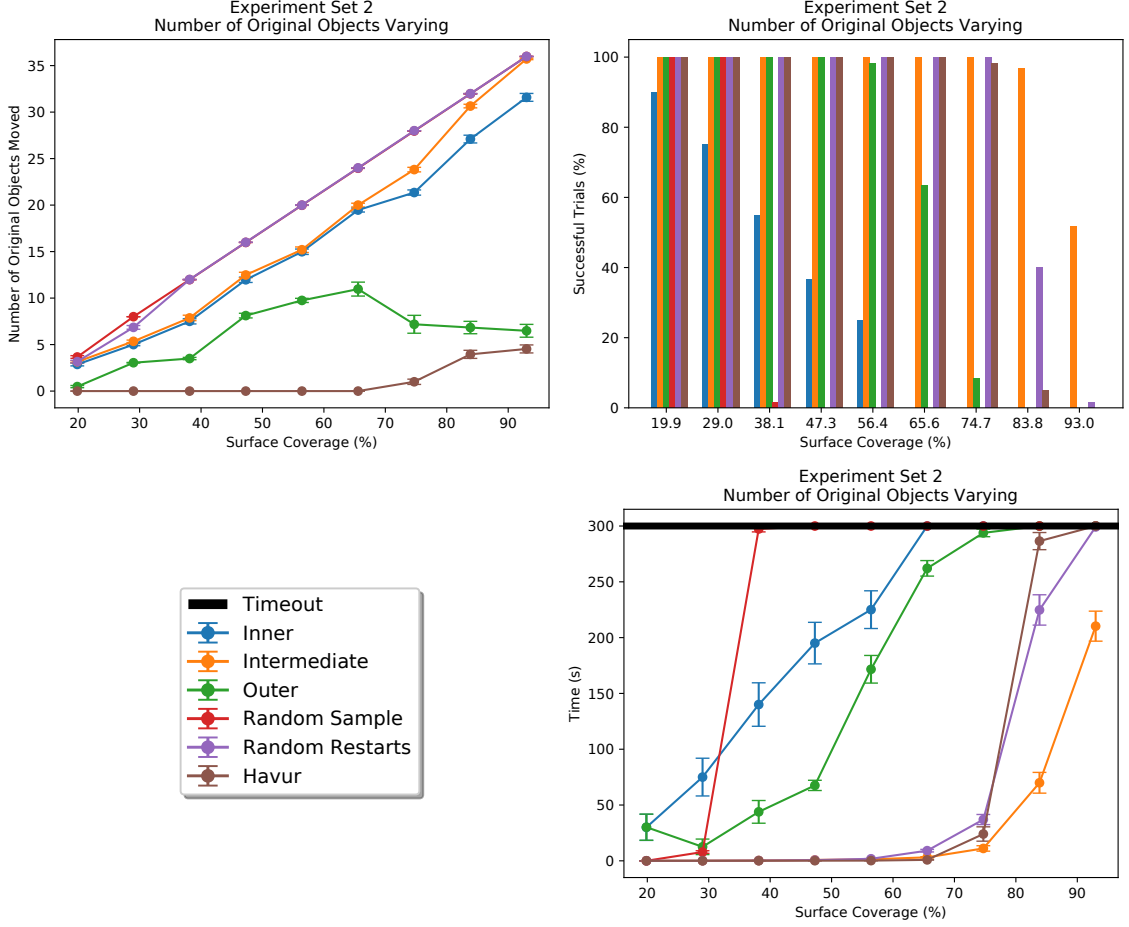 Experiment Set 2
Number of Original Objects Varying
Number of Original Objects Moved
35
30
25
20
15
10
5
0
20 30 40 50 60 70 80 90
Surface Coverage (%)
Experiment Set 2
Number of Original Objects Varying
Successful Trials (%)
100
80
60
40
20
0
19.9 29.0 38.1 47.3 56.4 65.6 74.7 83.8 93.0
Surface Coverage (%)
Timeout
Inner
Intermediate
Outer
Random Sample
Random Restarts
Havur
Experiment Set 2
Number of Original Objects Varying
Time (s)
300
250
200
150
100
50
0
20 30 40 50 60 70 80 90
Surface Coverage (%)